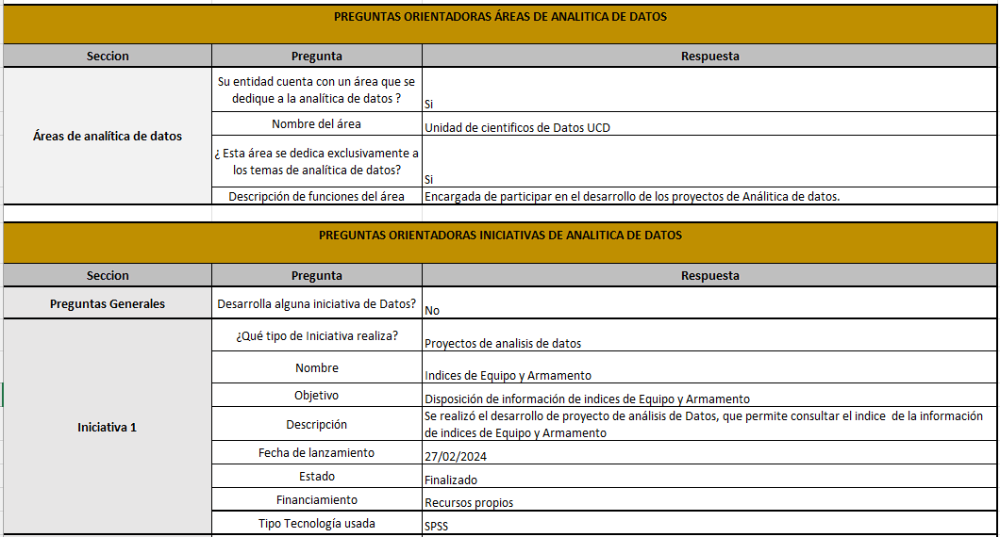 PREGUNTAS ORIENTADORAS ÁREAS DE ANALITICA DE DATOS
Seccion Pregunta Respuesta
Áreas de analítica de datos
Su entidad cuenta con un área que se
dedique a la analítica de datos ?
Si
Nombre del área
Unidad de cientificos de Datos UCD
¿ Esta área se dedica exclusivamente a
los temas de analítica de datos?
Si
Descripción de funciones del área
Encargada de participar en el desarrollo de los proyectos de Análitica de datos.
PREGUNTAS ORIENTADORAS INICIATIVAS DE ANALITICA DE DATOS
Seccion Pregunta Respuesta
Preguntas Generales
Desarrolla alguna iniciativa de Datos?
No
Iniciativa 1
¿Qué tipo de Iniciativa realiza?
Proyectos de analisis de datos
Nombre
Indices de Equipo y Armamento
Objetivo
Disposición de información de indices de Equipo y Armamento
Descripción
Se realizó el desarrollo de proyecto de análisis de Datos, que permite consultar el indice de la información
de indices de Equipo y Armamento
Fecha de lanzamiento
27/02/2024
Estado
Finalizado
Financiamiento
Recursos propios
Tipo Tecnología usada
SPSS